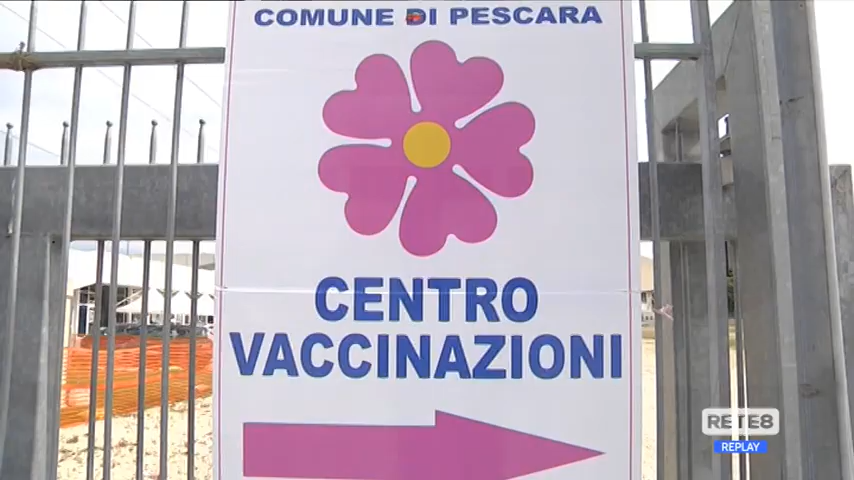 COMUNE DI PESCARA
CENTRO
VACCINAZIONI
RETE8
REPLAY